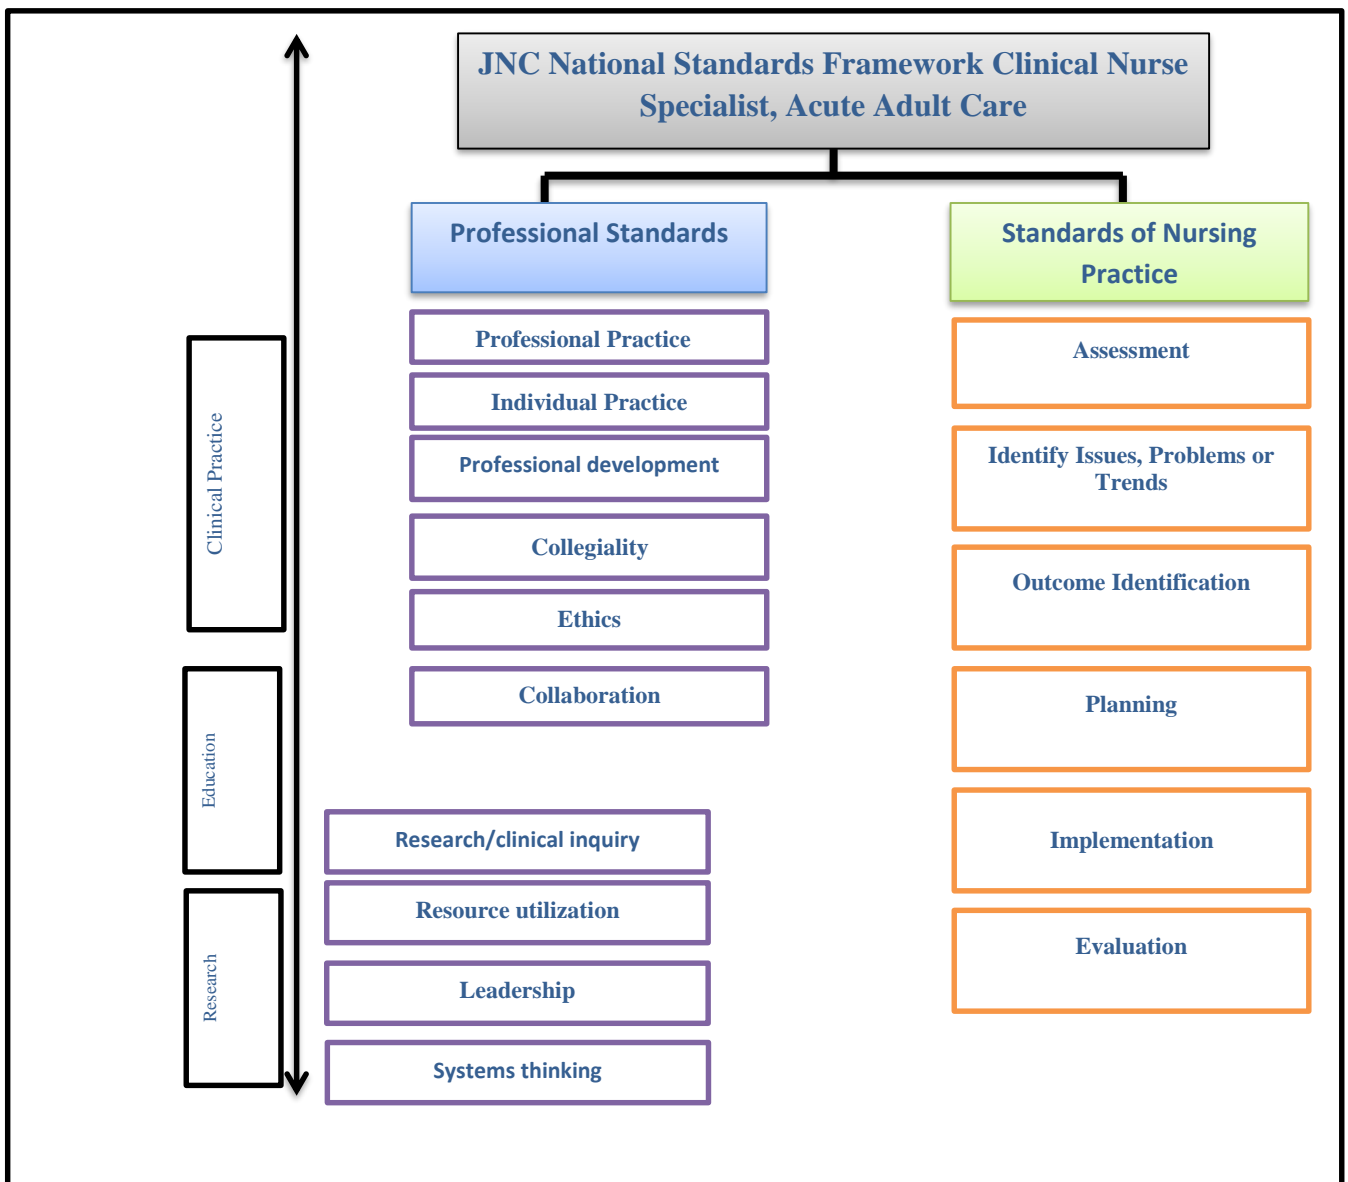 JNC National Standards Framework Clinical Nurse
Specialist, Acute Adult Care
Professional Standards
Professional Practice
Individual Practice
Professional development
Collegiality
Ethics
Collaboration
Research/clinical inquiry
Resource utilization
Leadership
Systems thinking
Standards of Nursing
Practice
Assessment
Identify Issues, Problems or
Trends
Outcome Identification
Planning
Implementation
Evaluation
Clinical Practice
Education
Research